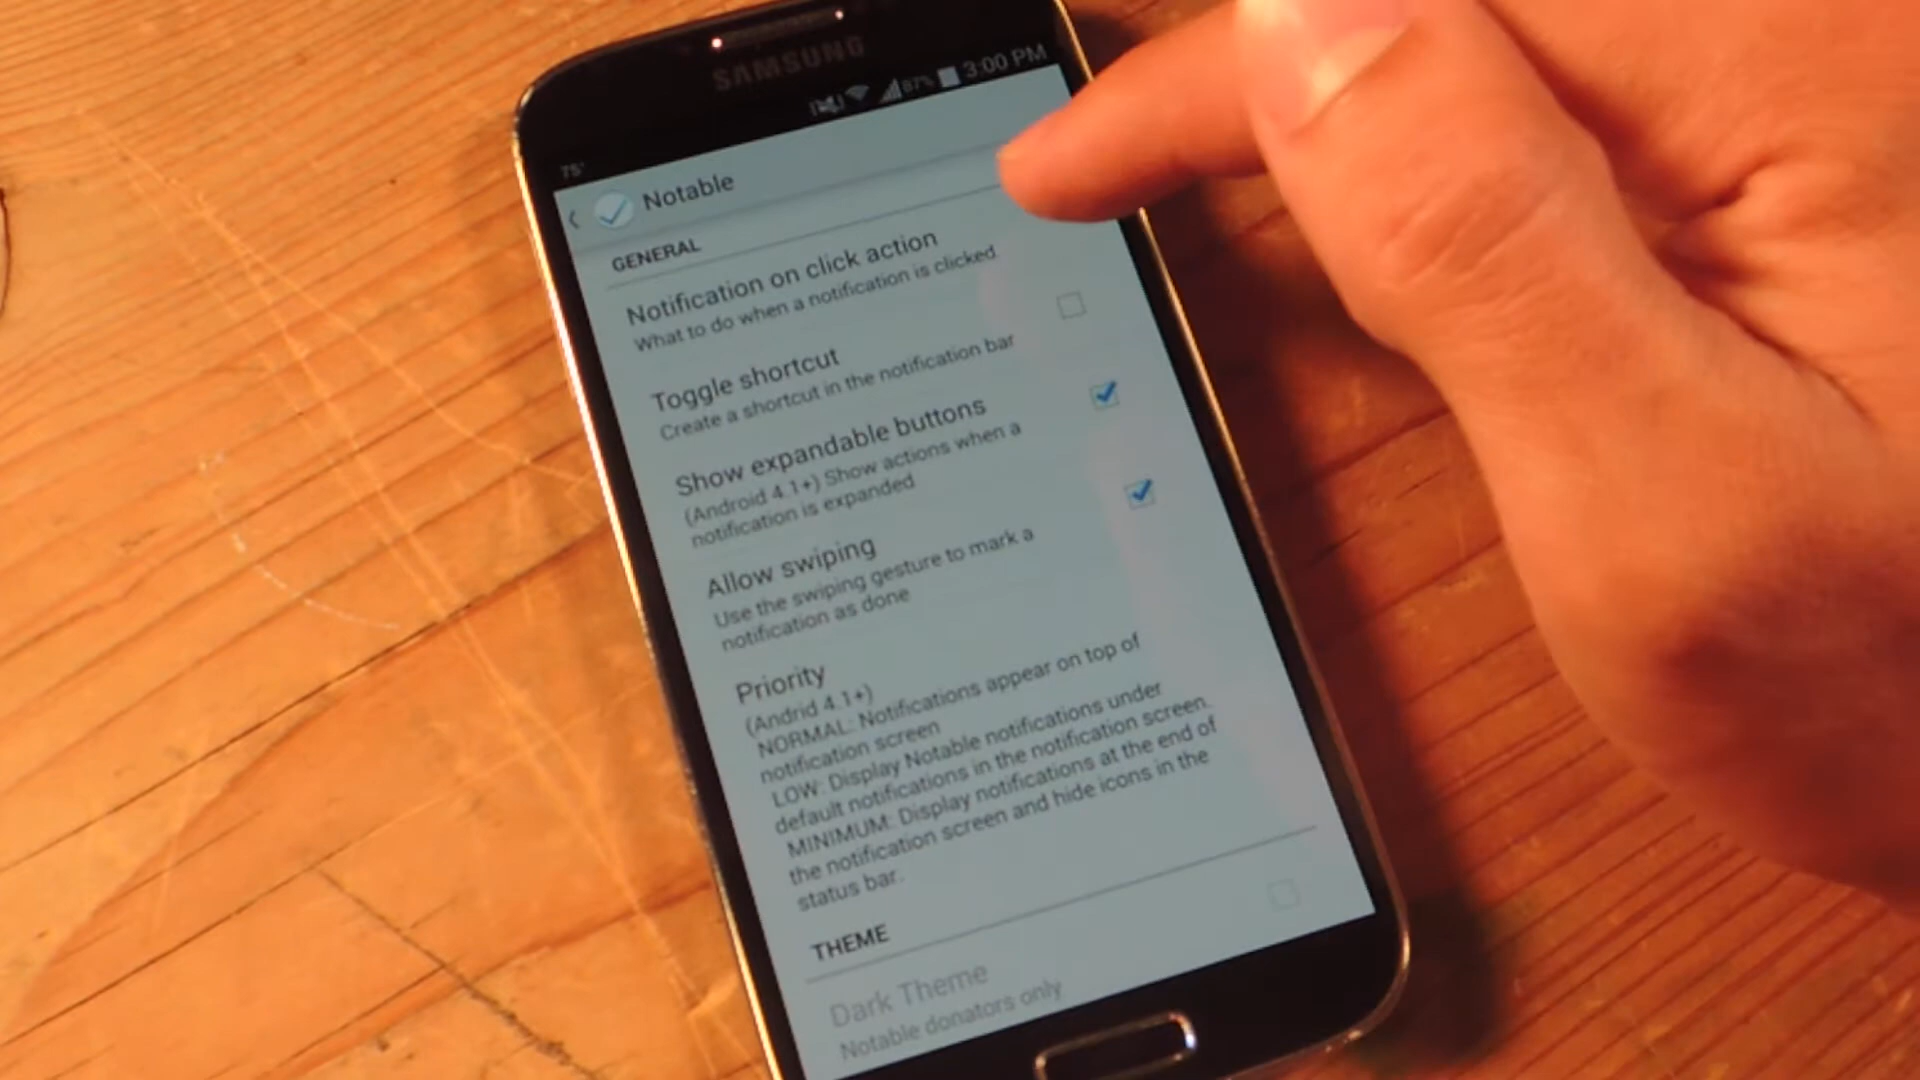 SAMSUNG
87% 3:00 PM
75°
Notable
GENERAL
Notification on click action
What to do when a notification is clicked
Toggle shortcut
Create a shortcut in the notification bar
Show expandable buttons
(Android 4.1+) Show actions when a
notification is expanded
Allow swiping
Use the swiping gesture to mark a
notification as done
Priority
(Andrid 4.1+)
NORMAL: Notifications appear on top of
notification screen
LOW: Display Notable notifications under
default notifications in the notification screen.
MINIMUM: Display notifications at the end of
the notification screen and hide icons in the
status bar.
THEME
Dark Theme
Notable donators only